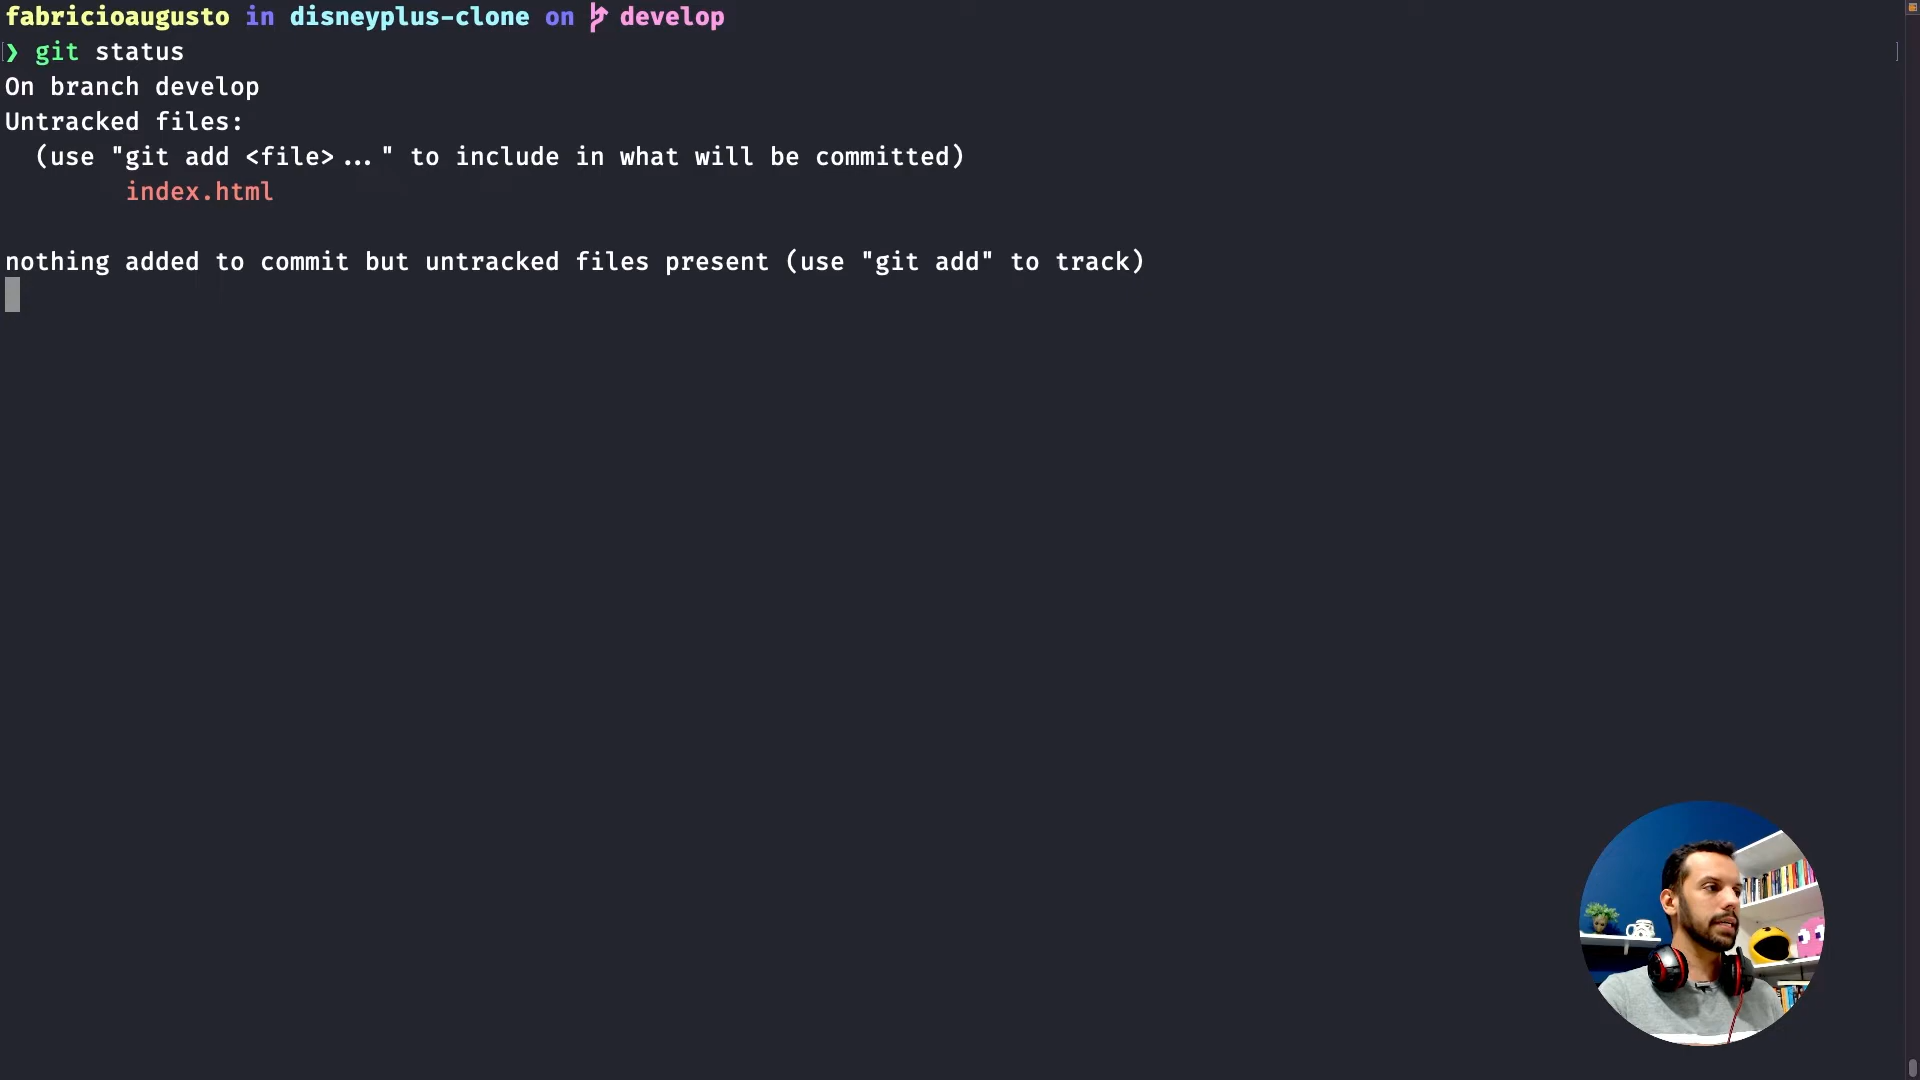 fabricioaugusto in disneyplus-clone on develop
❯ git status
On branch develop
Untracked files:
(use "git add <file>..." to include in what will be committed)
index.html
nothing added to commit but untracked files present (use "git add" to track)